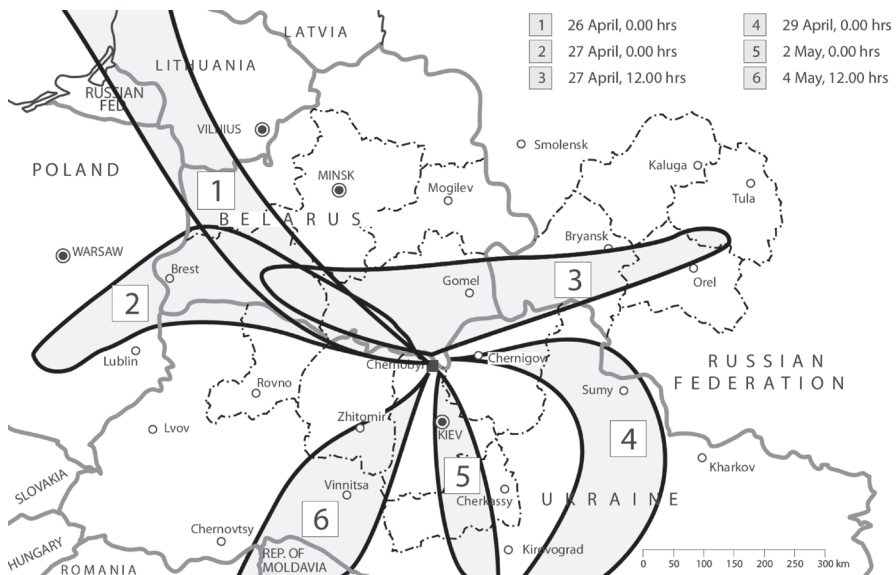 1 26 April, 0.00 hrs
2 27 April, 0.00 hrs
3 27 April, 12.00 hrs
4 29 April, 0.00 hrs
5 2 May, 0.00 hrs
6 4 May, 12.00 hrs
LATVIA
LITHUANIA
RUSSIAN
FED.
VILNIUS
Smolensk
POLAND
MINSK
Kaluga
Tula
1
Mogilev
BELARUS
Bryansk
WARSAW
Brest
Gomel
3
Orel
2
Lublin
Chernobyl
Chernigov
RUSSIAN
FEDERATION
Rovno
Sumy
Zhitomir
Lvov
KIEV
4
Kharkov
SLOVAKIA
Vinnitsa
5
Cherkassy
UKRAINE
6
Chernovtsy
Kirovograd
HUNGARY
REP. OF
MOLDAVIA
ROMANIA
0 50 100 150 200 250 300 km